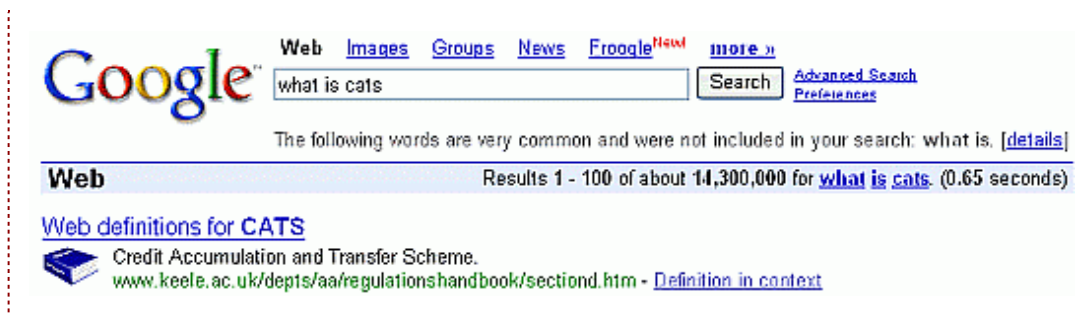 Web Images Groups News Froogle New! more »
Google™
what is cats Search Advanced Search
Preferences
The following words are very common and were not included in your search: what is. [details]
Web Results 1 - 100 of about 14,300,000 for what is cats. (0.65 seconds)
Web definitions for CATS
Credit Accumulation and Transfer Scheme.
www.keele.ac.uk/depts/aa/regulationshandbook/sectiond.htm - Definition in context